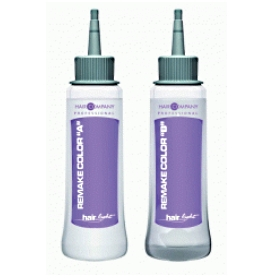 HAIR COMPANY
PROFESSIONAL
REMAKE COLOR "A"
hair light
HAIR COMPANY
PROFESSIONAL
REMAKE COLOR "B"
hair light